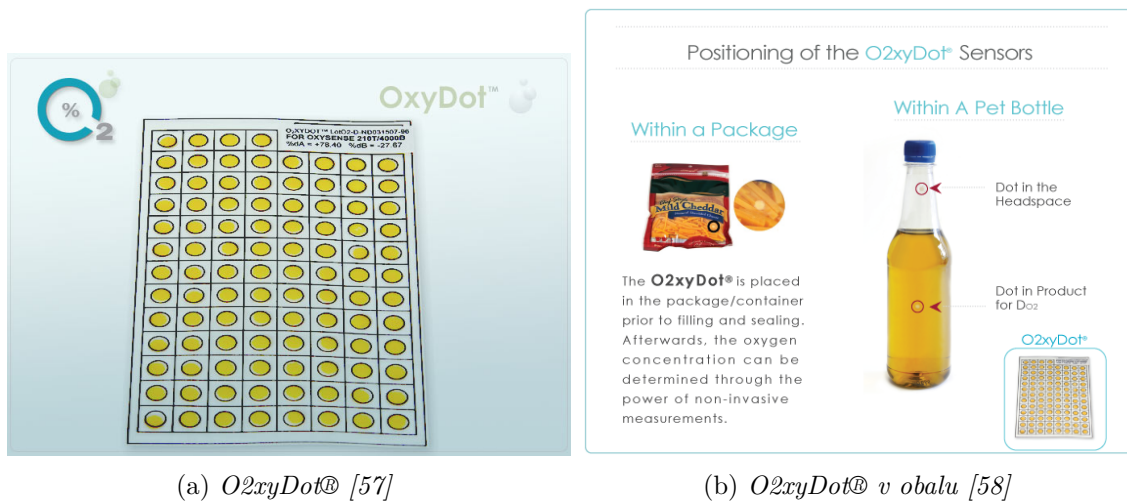 %
2
OxyDot™
O₂XYDOT™ LotO2-D-ND031507-96
FOR OXYSENSE 210T/4000B
%dA = +78.40 %dB = -27.67
(a) O2xyDot® [57]
Positioning of the O2xyDot® Sensors
Within a Package
Mild Cheddar
The O2xyDot® is placed
in the package/container
prior to filling and sealing.
Afterwards, the oxygen
concentration can be
determined through the
power of non-invasive
measurements.
Within A Pet Bottle
Dot in the
Headspace
Dot in Product
for DO2
O2xyDot®
(b) O2xyDot® v obalu [58]